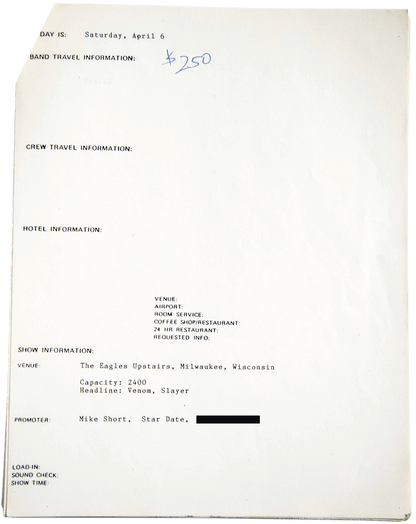 DAY IS: Saturday, April 6
BAND TRAVEL INFORMATION: $250
CREW TRAVEL INFORMATION:
HOTEL INFORMATION:
VENUE:
AIRPORT:
ROOM SERVICE:
COFFEE SHOP/RESTAURANT:
24 HR RESTAURANT:
REQUESTED INFO:
SHOW INFORMATION:
VENUE: The Eagles Upstairs, Milwaukee, Wisconsin
Capacity: 2400
Headline: Venom, Slayer
PROMOTER: Mike Short, Star Date,
LOAD-IN:
SOUND CHECK:
SHOW TIME: